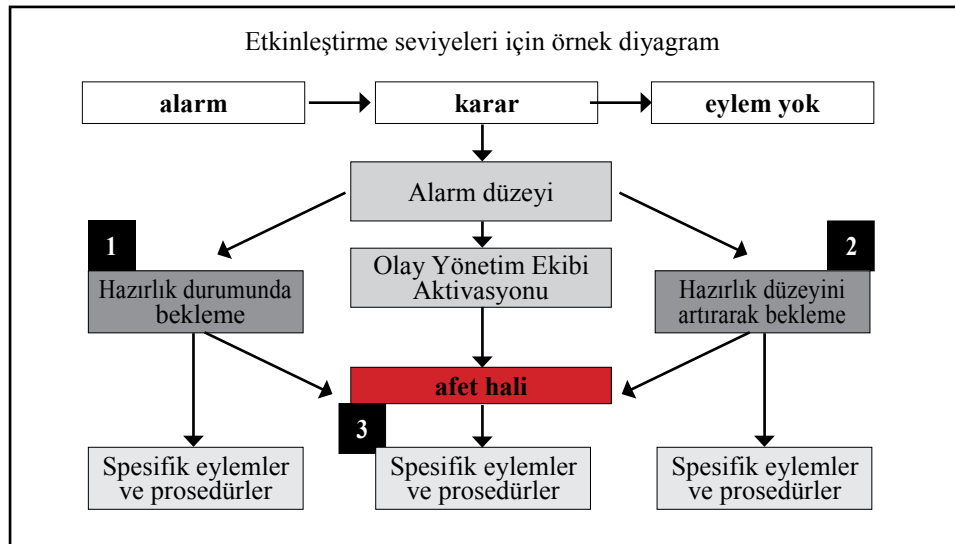 Etkinleştirme seviyeleri için örnek diyagram
alarm
karar
eylem yok
Alarm düzeyi
1
2
Hazırlık durumunda
bekleme
Olay Yönetim Ekibi
Aktivasyonu
Hazırlık düzeyini
artırarak bekleme
afet hali
3
Spesifik eylemler
ve prosedürler
Spesifik eylemler
ve prosedürler
Spesifik eylemler
ve prosedürler